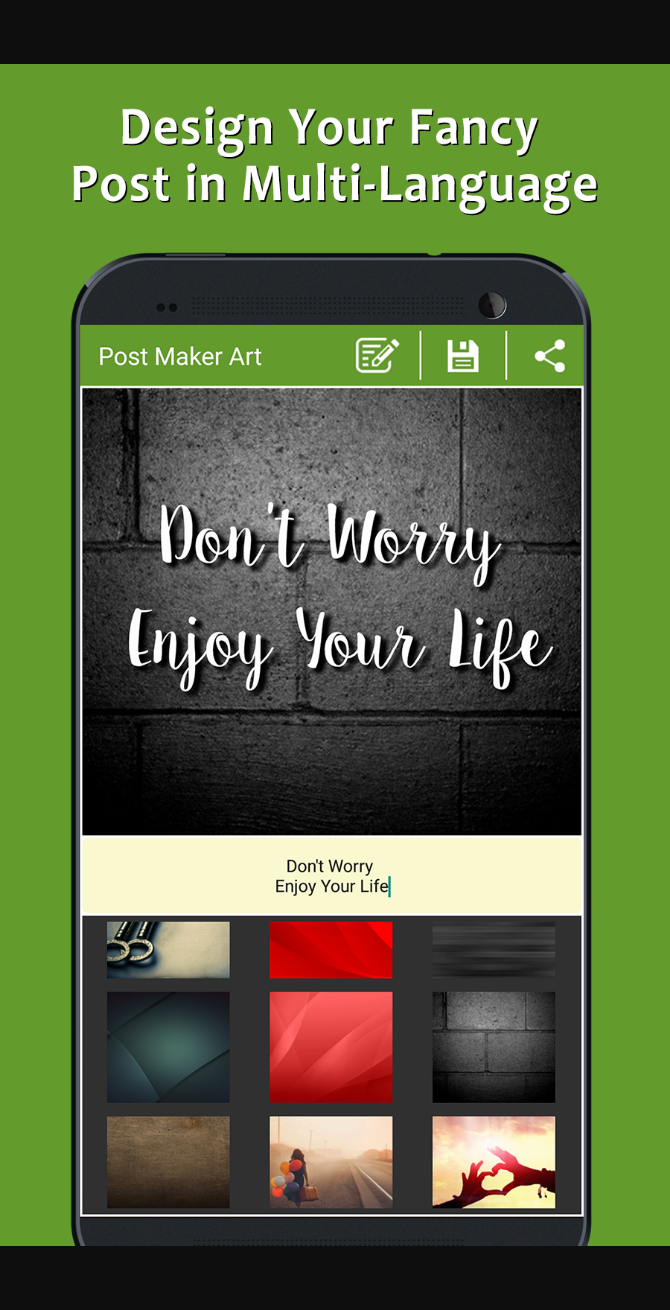 Design Your Fancy
Post in Multi-Language
Post Maker Art
Don't Worry
Enjoy Your Life
Don't Worry
Enjoy Your Life